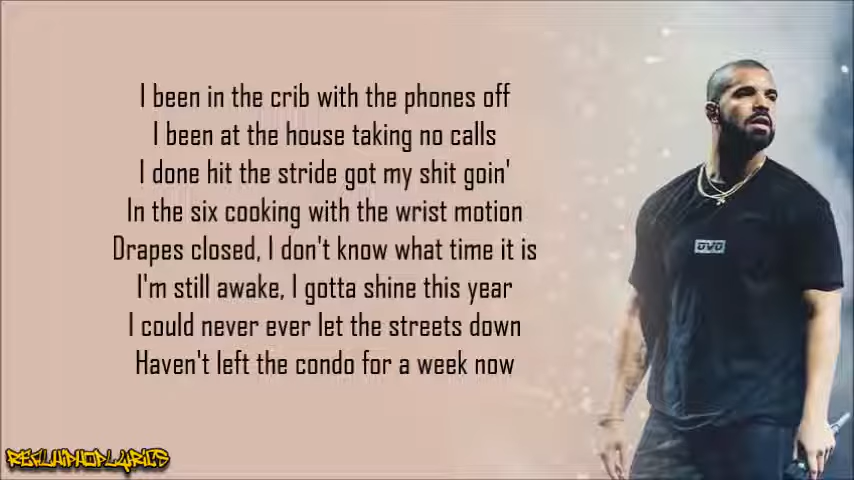 I been in the crib with the phones off
I been at the house taking no calls
I done hit the stride got my shit goin'
In the six cooking with the wrist motion
Drapes closed, I don't know what time it is
I'm still awake, I gotta shine this year
I could never ever let the streets down
Haven't left the condo for a week now
OVO
REALHIPHOPLYRICS